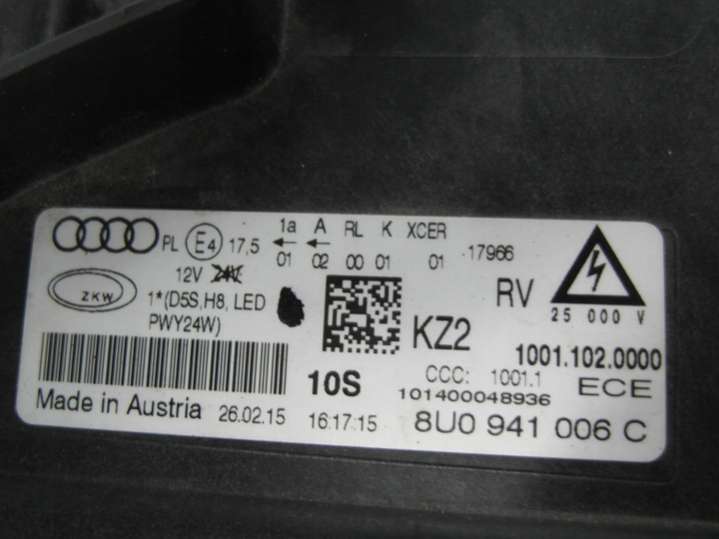 1a A RL K XCER
PL E4 17,5 01 02 00 01 01 17966
12V 24V
ZKW 1*(D5S, H8, LED
PWY24W)
RV
25 000 V
KZ2
1001.102.0000
10S
CCC: 1001.1
ECE
101400048936
Made in Austria 26.02.15 16:17:15
8U0 941 006 C